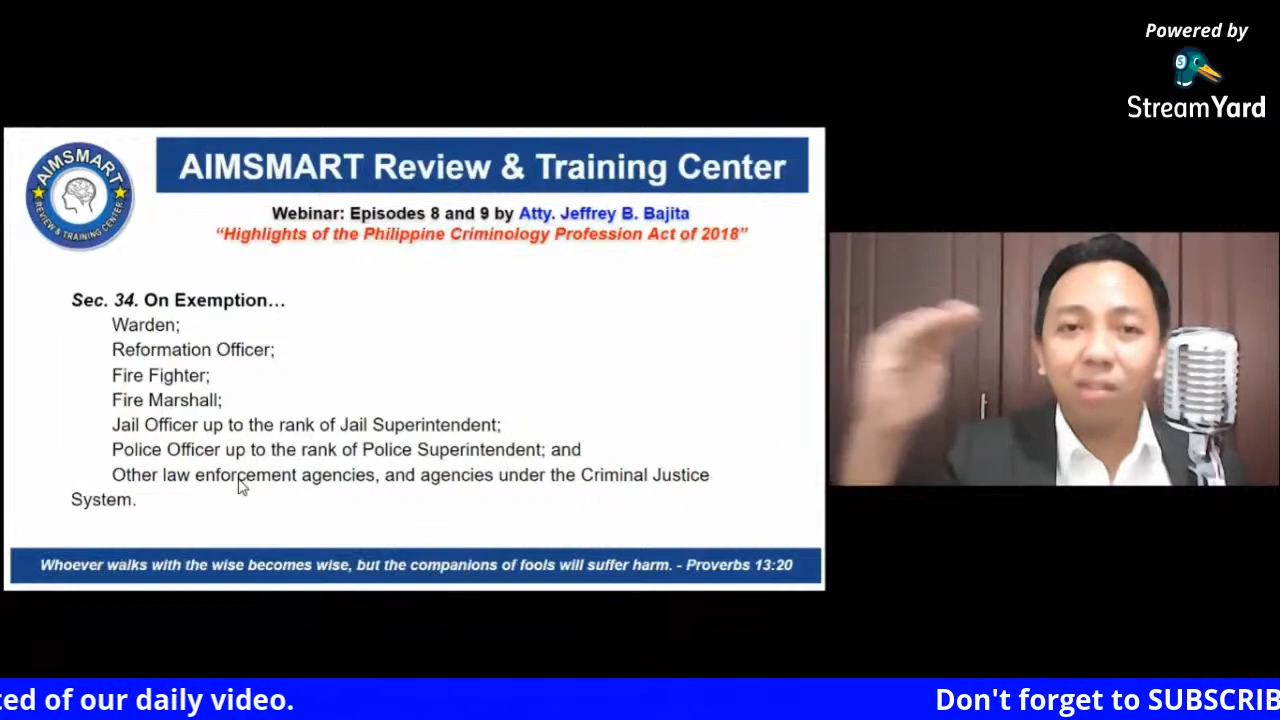 Powered by
StreamYard
AIMSMART
REVIEW & TRAINING CENTER
AIMSMART Review & Training Center
Webinar: Episodes 8 and 9 by Atty. Jeffrey B. Bajita
“Highlights of the Philippine Criminology Profession Act of 2018”
Sec. 34. On Exemption…
Warden;
Reformation Officer;
Fire Fighter;
Fire Marshall;
Jail Officer up to the rank of Jail Superintendent;
Police Officer up to the rank of Police Superintendent; and
Other law enforcement agencies, and agencies under the Criminal Justice
System.
Whoever walks with the wise becomes wise, but the companions of fools will suffer harm. - Proverbs 13:20
ted of our daily video. Don't forget to SUBSCRIB